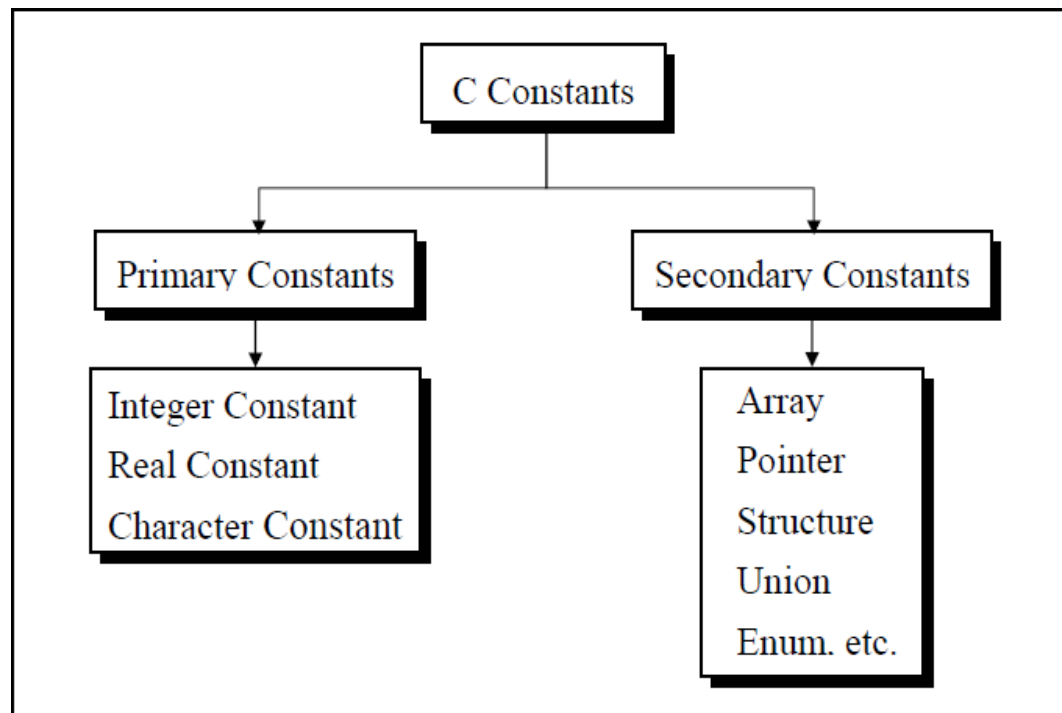 C Constants
Primary Constants
Secondary Constants
Integer Constant
Real Constant
Character Constant
Array
Pointer
Structure
Union
Enum. etc.